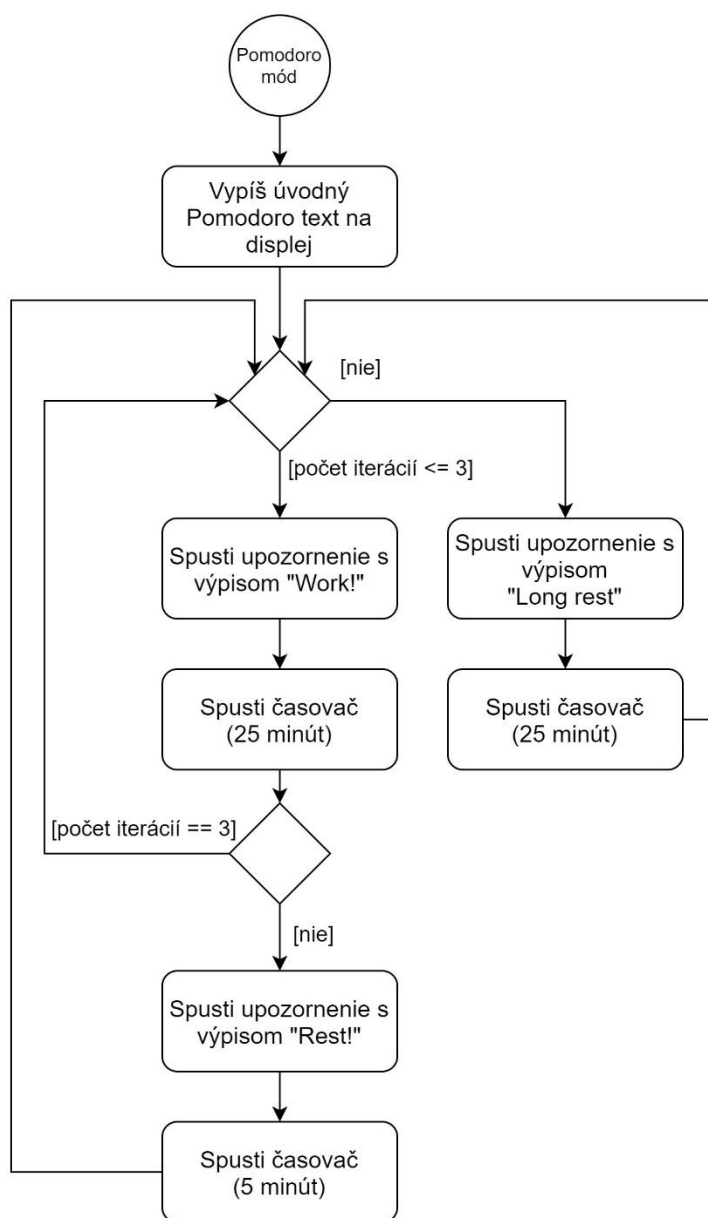 Pomodoro
mód
Vypíš úvodný
Pomodoro text na
displej
[nie]
[počet iterácií <= 3]
Spusti upozornenie s
výpisom "Work!"
Spusti upozornenie s
výpisom
"Long rest"
Spusti časovač
(25 minút)
Spusti časovač
(25 minút)
[počet iterácií == 3]
[nie]
Spusti upozornenie s
výpisom "Rest!"
Spusti časovač
(5 minút)